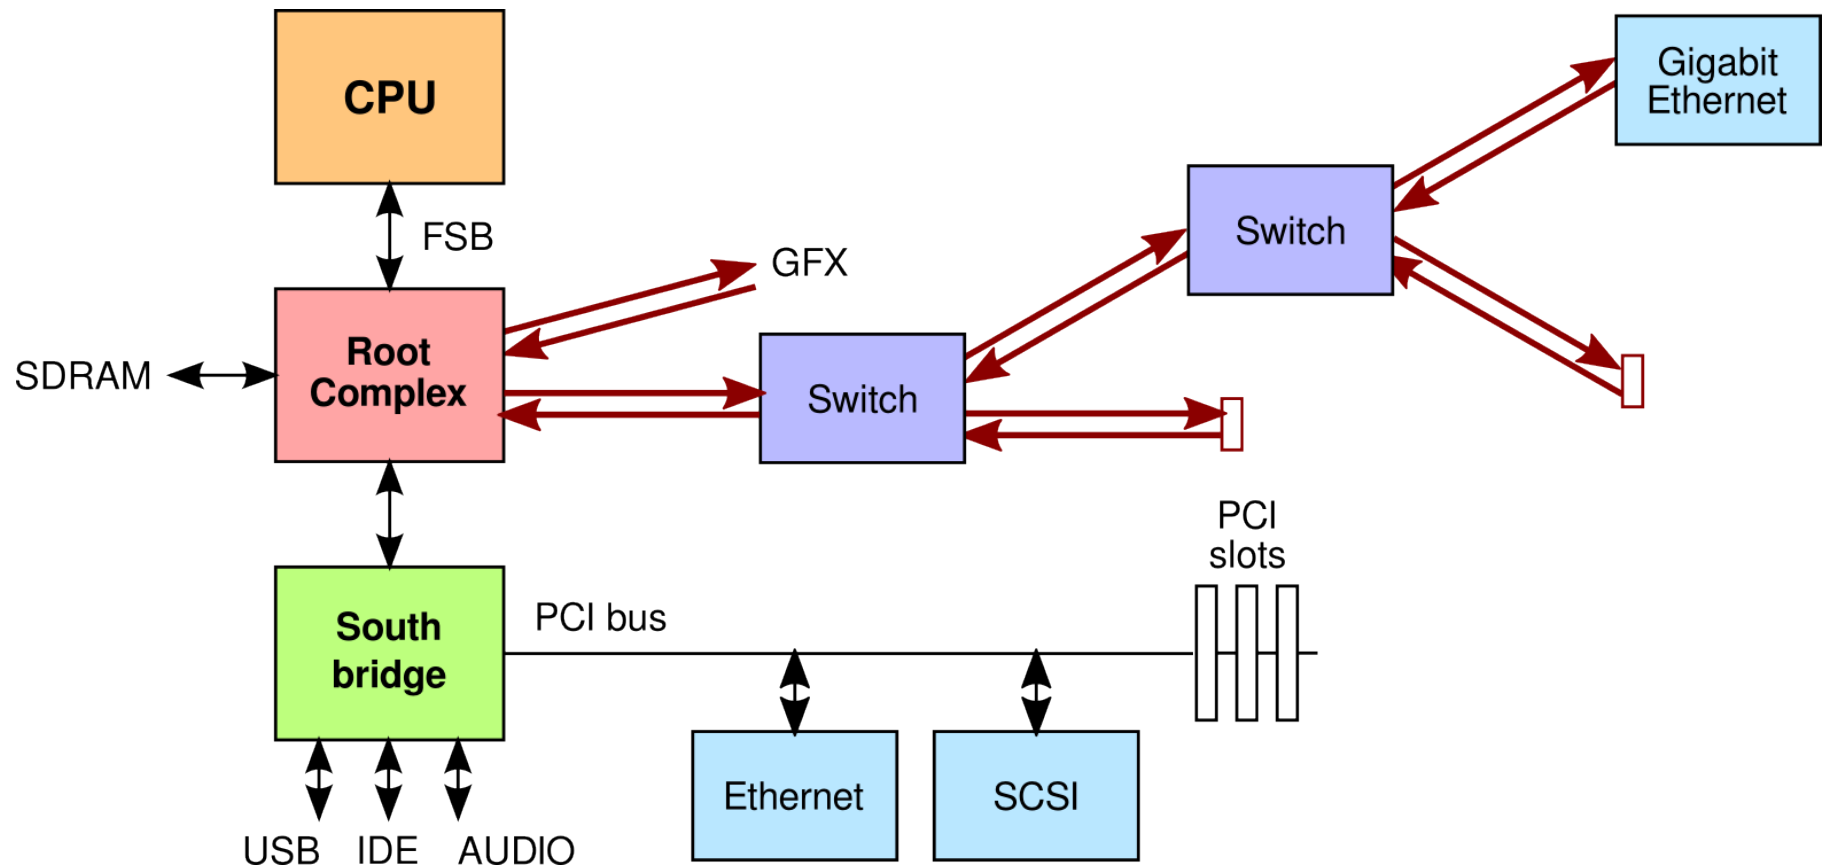 CPU
Gigabit
Ethernet
FSB
GFX
Switch
Root
Complex
SDRAM
Switch
PCI
slots
South
bridge
PCI bus
Ethernet
SCSI
USB
IDE
AUDIO